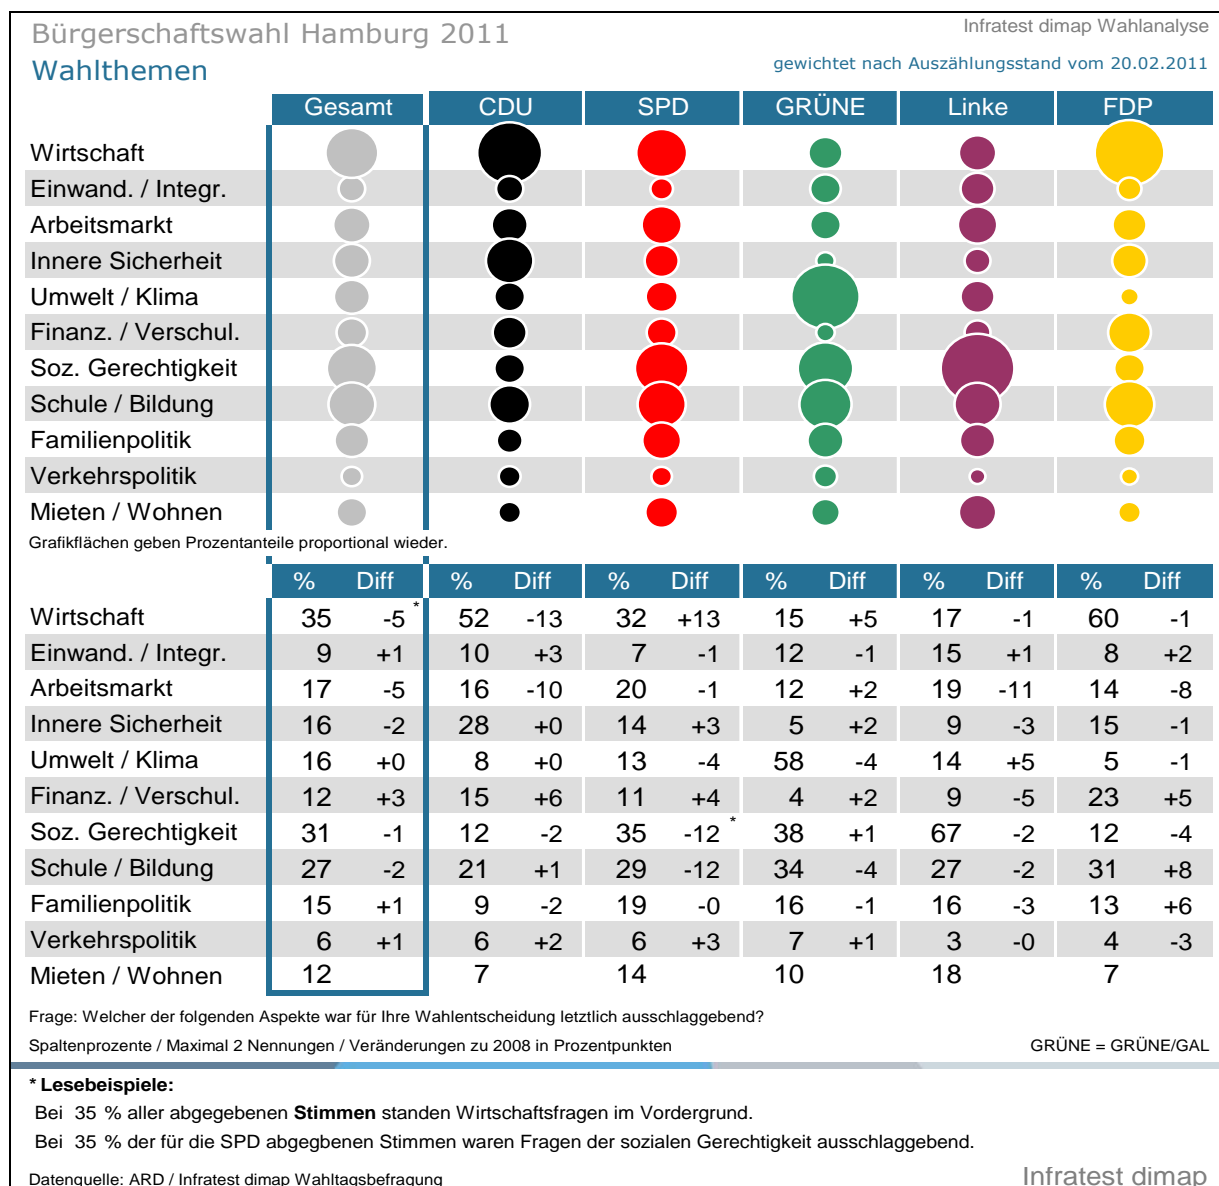 Bürgerschaftswahl Hamburg 2011
Infratest dimap Wahlanalyse
Wahlthemen
gewichtet nach Auszählungsstand vom 20.02.2011
Gesamt CDU SPD GRÜNE Linke FDP
Wirtschaft
Einwand. / Integr.
Arbeitsmarkt
Innere Sicherheit
Umwelt / Klima
Finanz. / Verschul.
Soz. Gerechtigkeit
Schule / Bildung
Familienpolitik
Verkehrspolitik
Mieten / Wohnen
Grafikflächen geben Prozentanteile proportional wieder.
% Diff % Diff % Diff % Diff % Diff % Diff
Wirtschaft 35 -5 * 52 -13 32 +13 15 +5 17 -1 60 -1
Einwand. / Integr. 9 +1 10 +3 7 -1 12 -1 15 +1 8 +2
Arbeitsmarkt 17 -5 16 -10 20 -1 12 +2 19 -11 14 -8
Innere Sicherheit 16 -2 28 +0 14 +3 5 +2 9 -3 15 -1
Umwelt / Klima 16 +0 8 +0 13 -4 58 -4 14 +5 5 -1
Finanz. / Verschul. 12 +3 15 +6 11 +4 4 +2 9 -5 23 +5
Soz. Gerechtigkeit 31 -1 12 -2 35 -12 * 38 +1 67 -2 12 -4
Schule / Bildung 27 -2 21 +1 29 -12 34 -4 27 -2 31 +8
Familienpolitik 15 +1 9 -2 19 -0 16 -1 16 -3 13 +6
Verkehrspolitik 6 +1 6 +2 6 +3 7 +1 3 -0 4 -3
Mieten / Wohnen 12 7 14 10 18 7
Frage: Welcher der folgenden Aspekte war für Ihre Wahlentscheidung letztlich ausschlaggebend?
Spaltenprozente / Maximal 2 Nennungen / Veränderungen zu 2008 in Prozentpunkten
GRÜNE = GRÜNE/GAL
* Lesebeispiele:
Bei 35 % aller abgegebenen Stimmen standen Wirtschaftsfragen im Vordergrund.
Bei 35 % der für die SPD abgegbenen Stimmen waren Fragen der sozialen Gerechtigkeit ausschlaggebend.
Datenquelle: ARD / Infratest dimap Wahltagsbefragung
Infratest dimap